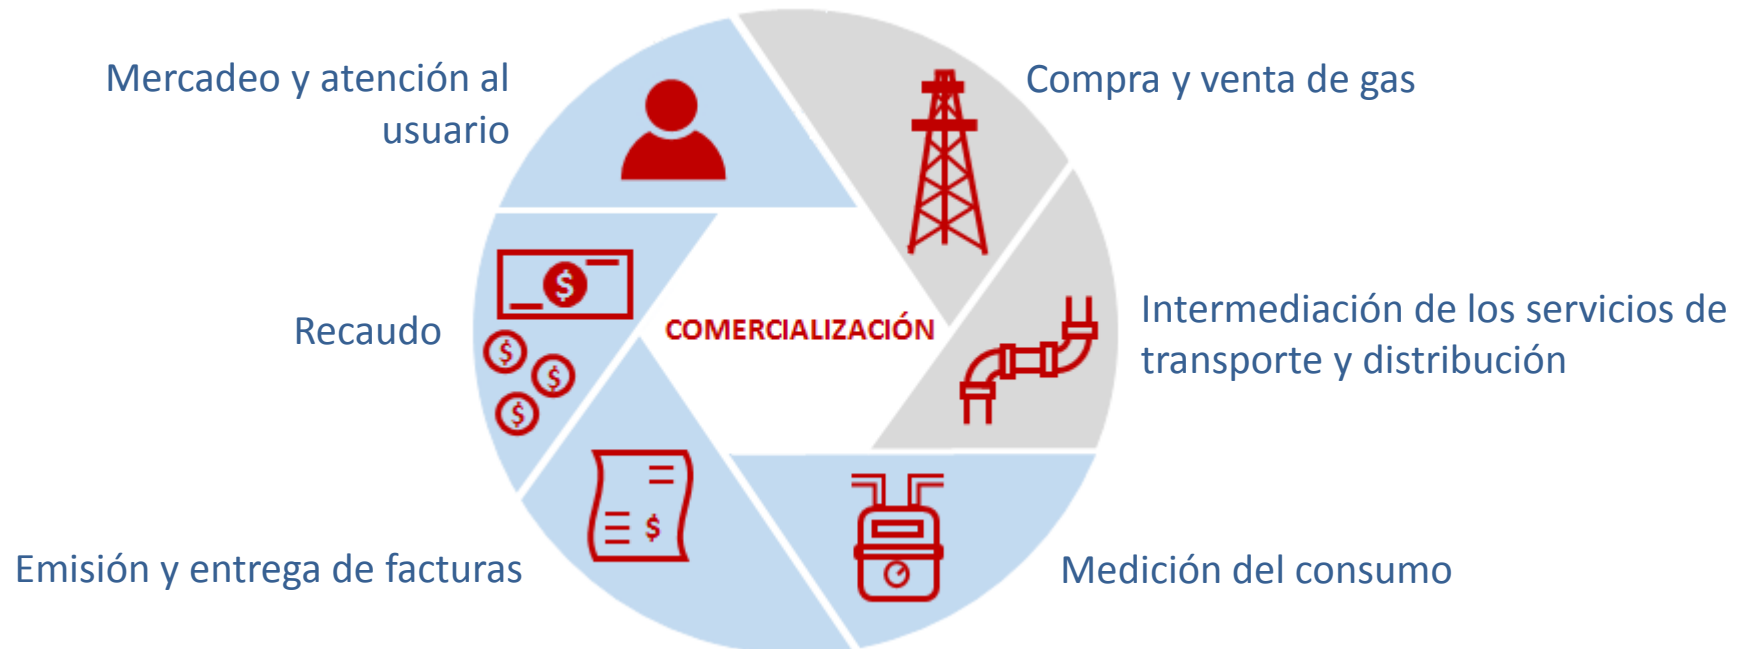 Mercadeo y atención al
usuario
Compra y venta de gas
Recaudo
$
$
$
$
COMERCIALIZACIÓN
Intermediación de los servicios de
transporte y distribución
$
Emisión y entrega de facturas
Medición del consumo